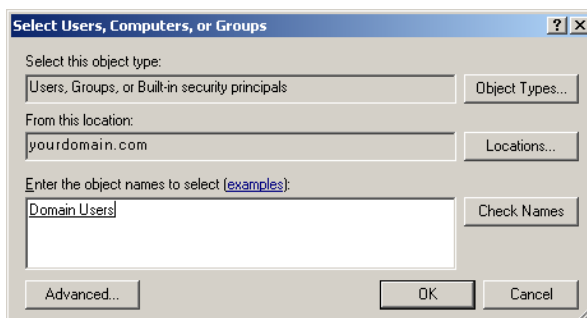 Select Users, Computers, or Groups
Select this object type:
Users, Groups, or Built-in security principals
Object Types...
From this location:
yourdomain.com
Locations...
Enter the object names to select (examples):
Domain Users
Check Names
Advanced...
OK
Cancel